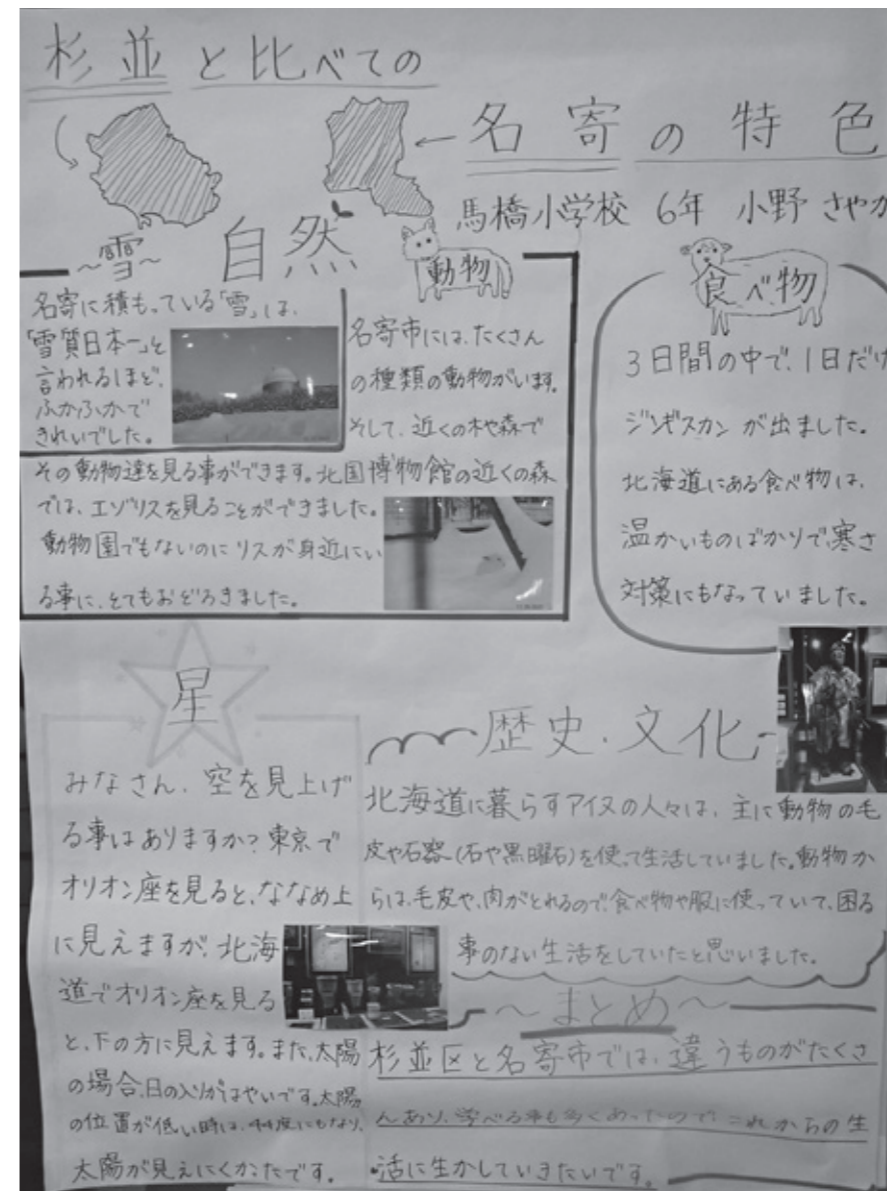 杉並と比べての
名寄の特色
馬橋小学校 6年 小野 さやか
自然
~雪~
名寄に積もっている「雪」は、
「雪質日本一」と
言われるほど、
ふかふかで
きれいでした。
動物
名寄市には、たくさん
の種類の動物がいます。
そして、近くの木や森で
その動物達を見る事ができます。北国博物館の近くの森
では、エゾリスを見ることができました。
動物園でもないのにリスが身近にい
る事に、とてもおどろきました。
食べ物
3日間の中で、1日だけ
ジンギスカンが出ました。
北海道にある食べ物は、
温かいものばかりで、寒さ
対策にもなっていました。
星
みなさん、空を見上げ
る事はありますか?東京で
オリオン座を見ると、ななめ上
に見えますが、北海
道でオリオン座を見る
と、下の方に見えます。また、太陽
の場合、日の入りがはやいです。太陽
の位置が低い時は、にもなり、
太陽が見えにくかたです。
歴史・文化
北海道に暮らすアイヌの人々は、主に動物の毛
皮や石器(石や黒曜石)を使って生活していました。動物か
らは、毛皮や、肉がとれるので、食べ物や服に使っていて、困る
事のない生活をしていたと思いました。
~まとめ~
杉並区と名寄市では、違うものがたくさ
んあり、学べる事も多くあったので、これからの生
活に生かしていきたいです。